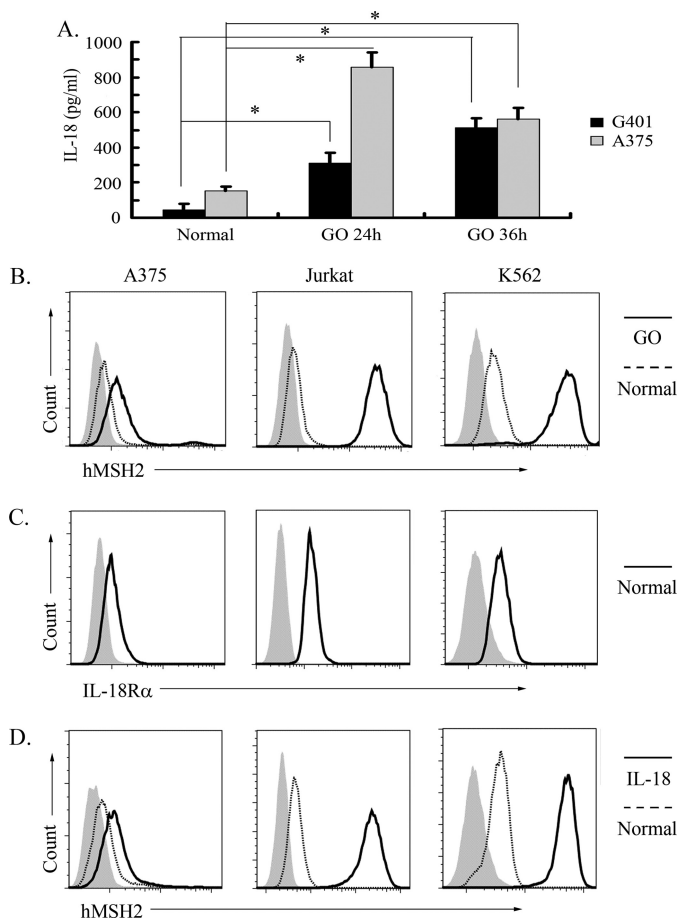 A.
* * * * 
IL-18 (pg/ml)
1000
800
600
400
200
0
Normal GO 24h GO 36h
G401
A375
B.
A375 Jurkat K562
Count
hMSH2
GO
Normal
C.
Count
IL-18Rα
Normal
D.
Count
hMSH2
IL-18
Normal